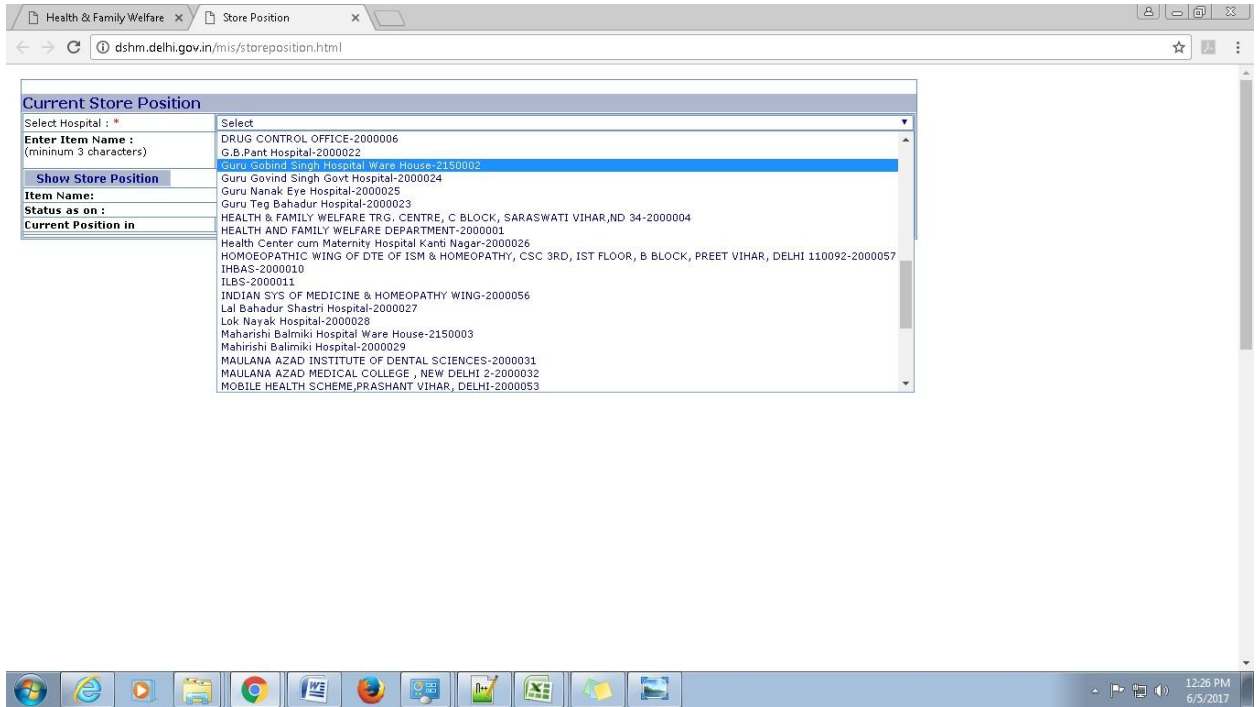 Health & Family Welfare
Store Position
dshm.delhi.gov.in/mis/storeposition.html
Current Store Position
Select Hospital : *
Select
Enter Item Name :
(mininum 3 characters)
Show Store Position
Item Name:
Status as on :
Current Position in
DRUG CONTROL OFFICE-2000006
G.B.Pant Hospital-2000022
Guru Gobind Singh Hospital Ware House-2150002
Guru Govind Singh Govt Hospital-2000024
Guru Nanak Eye Hospital-2000025
Guru Teg Bahadur Hospital-2000023
HEALTH & FAMILY WELFARE TRG. CENTRE, C BLOCK, SARASWATI VIHAR,ND 34-2000004
HEALTH AND FAMILY WELFARE DEPARTMENT-2000001
Health Center cum Maternity Hospital Kanti Nagar-2000026
HOMOEOPATHIC WING OF DTE OF ISM & HOMEOPATHY, CSC 3RD, IST FLOOR, B BLOCK, PREET VIHAR, DELHI 110092-2000057
IHBAS-2000010
ILBS-2000011
INDIAN SYS OF MEDICINE & HOMEOPATHY WING-2000056
Lal Bahadur Shastri Hospital-2000027
Lok Nayak Hospital-2000028
Maharishi Balmiki Hospital Ware House-2150003
Mahirishi Balimiki Hospital-2000029
MAULANA AZAD INSTITUTE OF DENTAL SCIENCES-2000031
MAULANA AZAD MEDICAL COLLEGE , NEW DELHI 2-2000032
MOBILE HEALTH SCHEME,PRASHANT VIHAR, DELHI-2000053
12:26 PM
6/5/2017